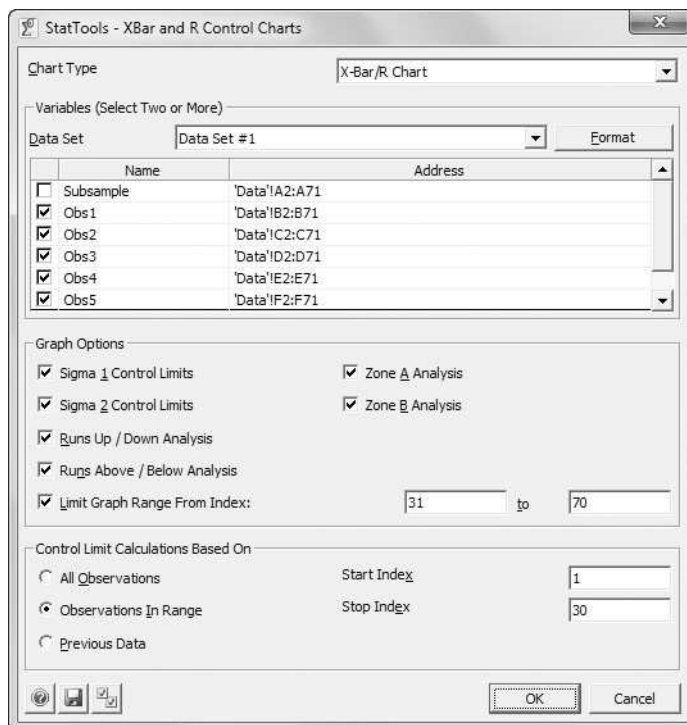 StatTools - XBar and R Control Charts
Chart Type X-Bar/R Chart
Variables (Select Two or More)
Data Set Data Set #1 Format
Name Address
Subsample 'Data'!A2:A71
Obs1 'Data'!B2:B71
Obs2 'Data'!C2:C71
Obs3 'Data'!D2:D71
Obs4 'Data'!E2:E71
Obs5 'Data'!F2:F71
Graph Options
Sigma 1 Control Limits Zone A Analysis
Sigma 2 Control Limits Zone B Analysis
Runs Up / Down Analysis
Runs Above / Below Analysis
Limit Graph Range From Index: 31 to 70
Control Limit Calculations Based On
All Observations Start Index 1
Observations In Range Stop Index 30
Previous Data
OK Cancel